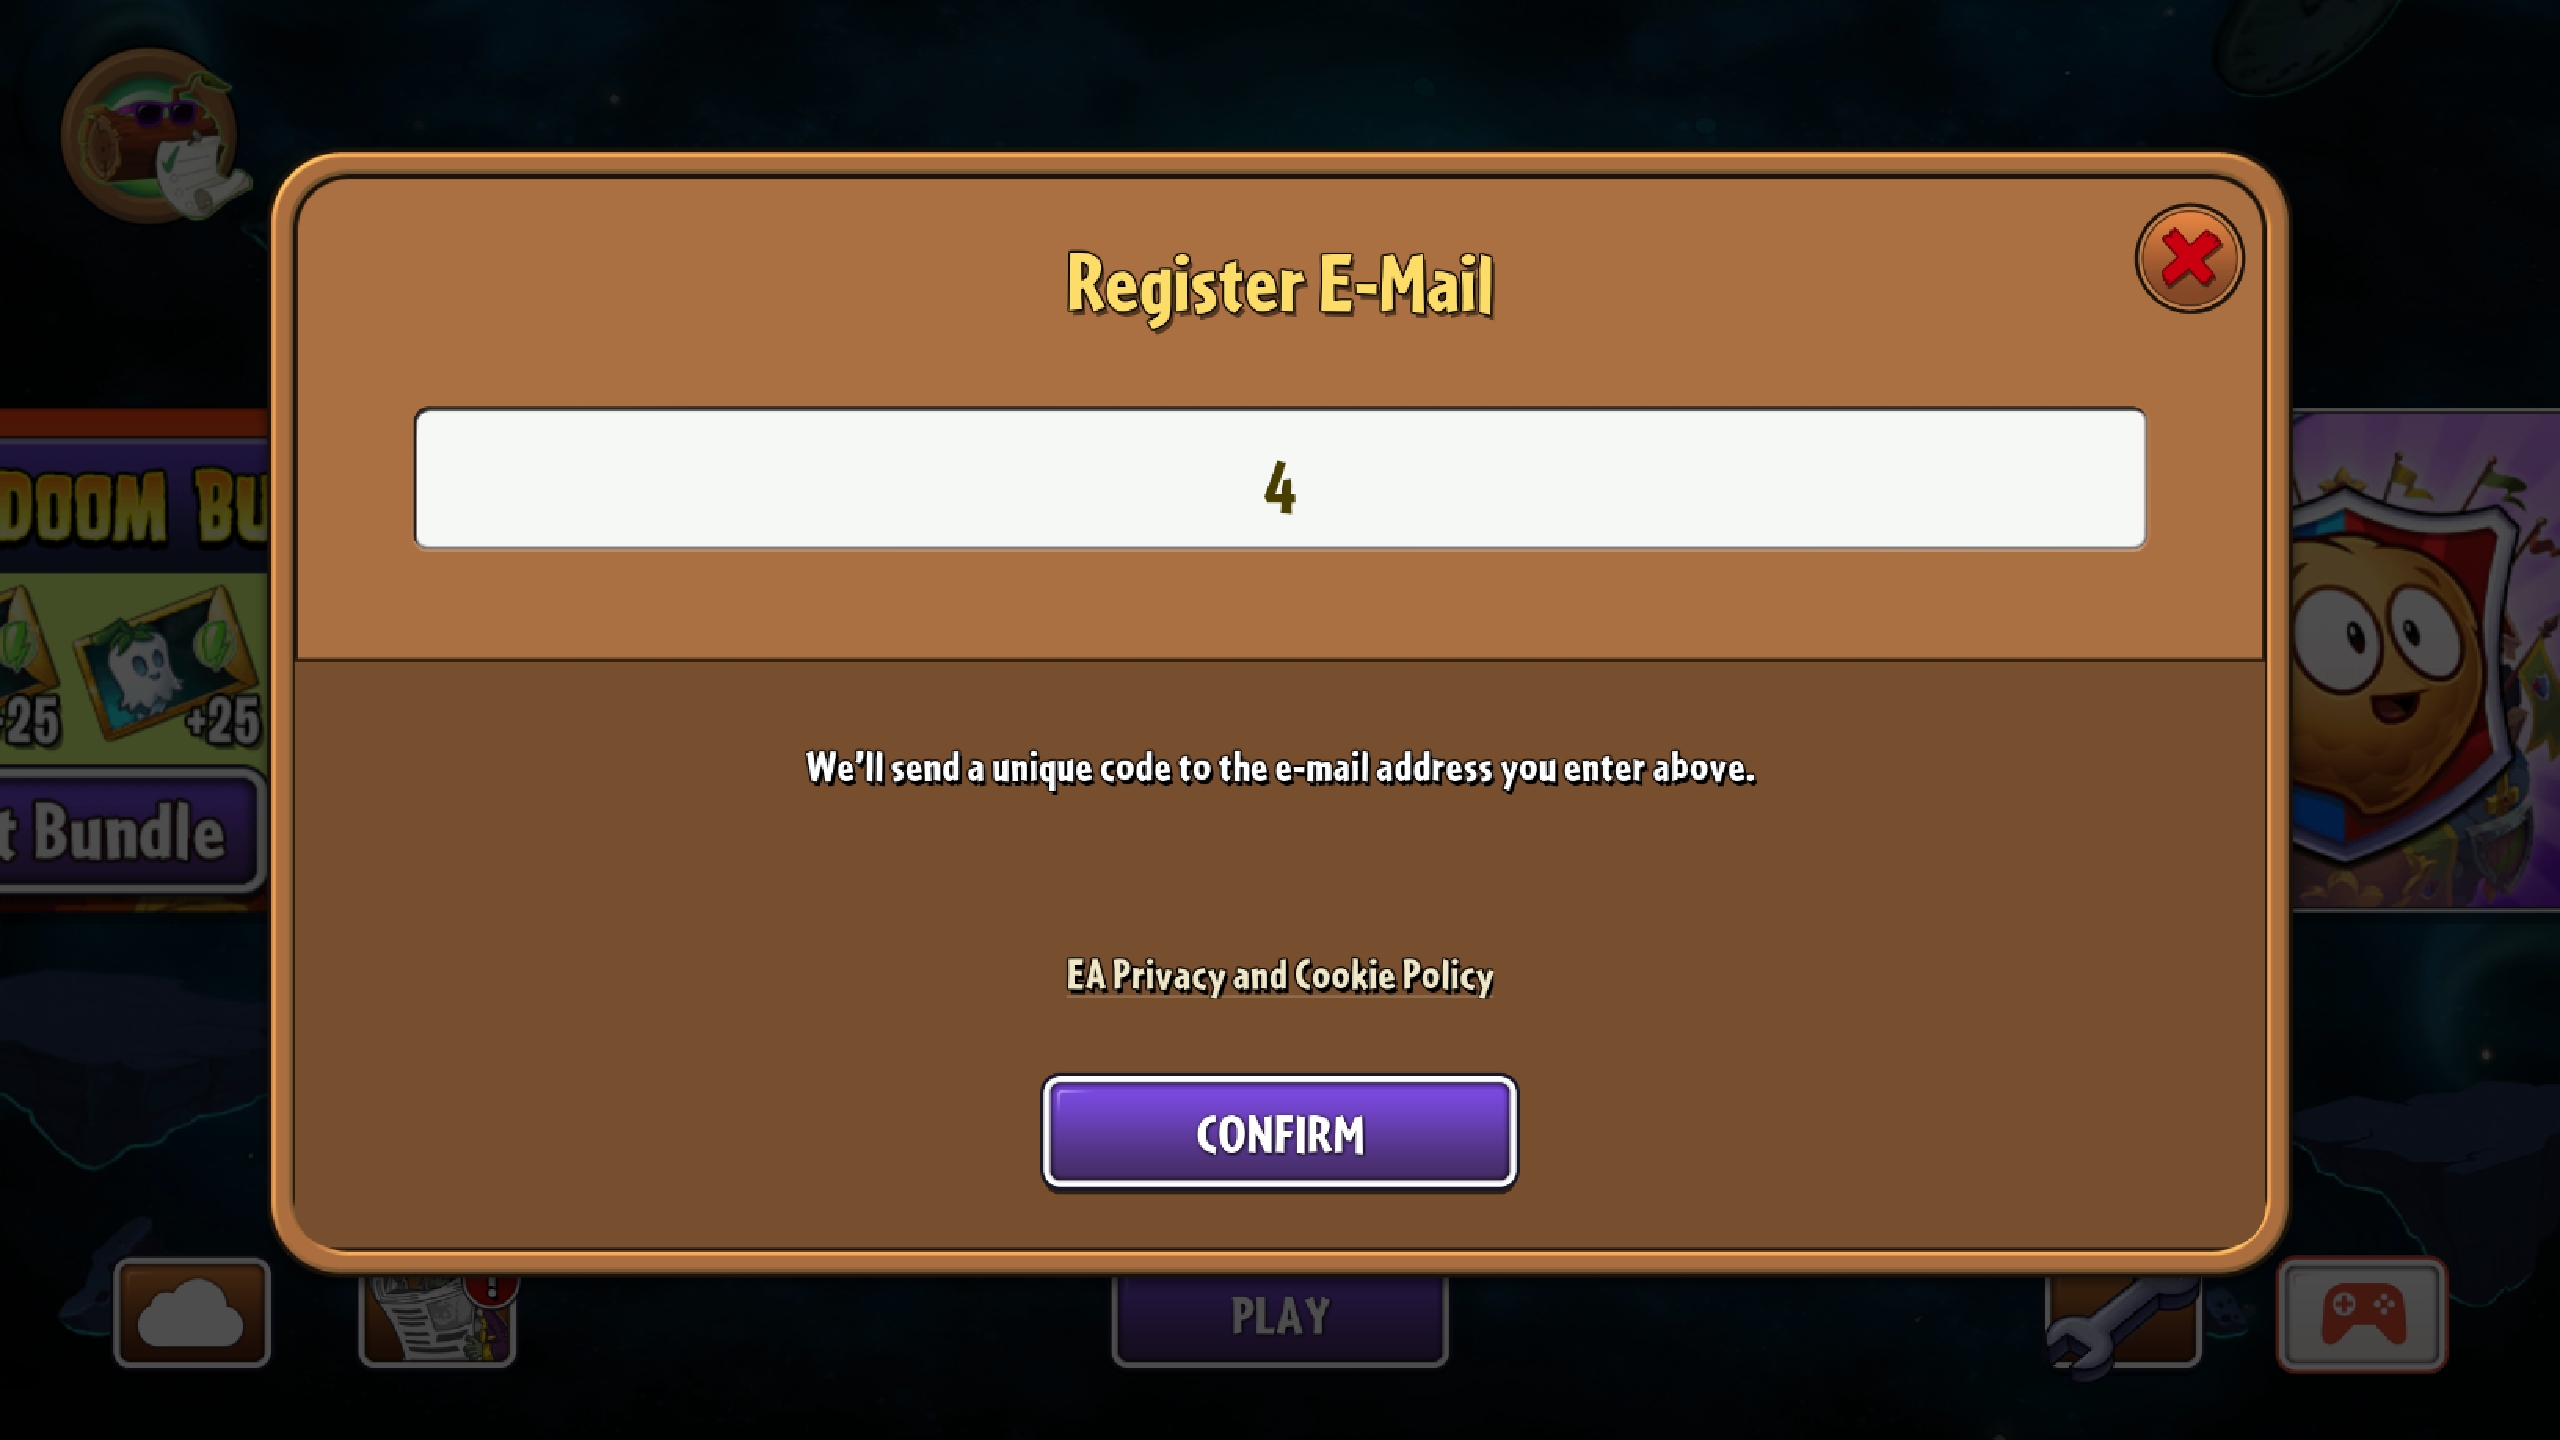 Register E-Mail
4
DOOM BU
+25
+25
t Bundle
We'll send a unique code to the e-mail address you enter above.
EA Privacy and Cookie Policy
CONFIRM
!
PLAY